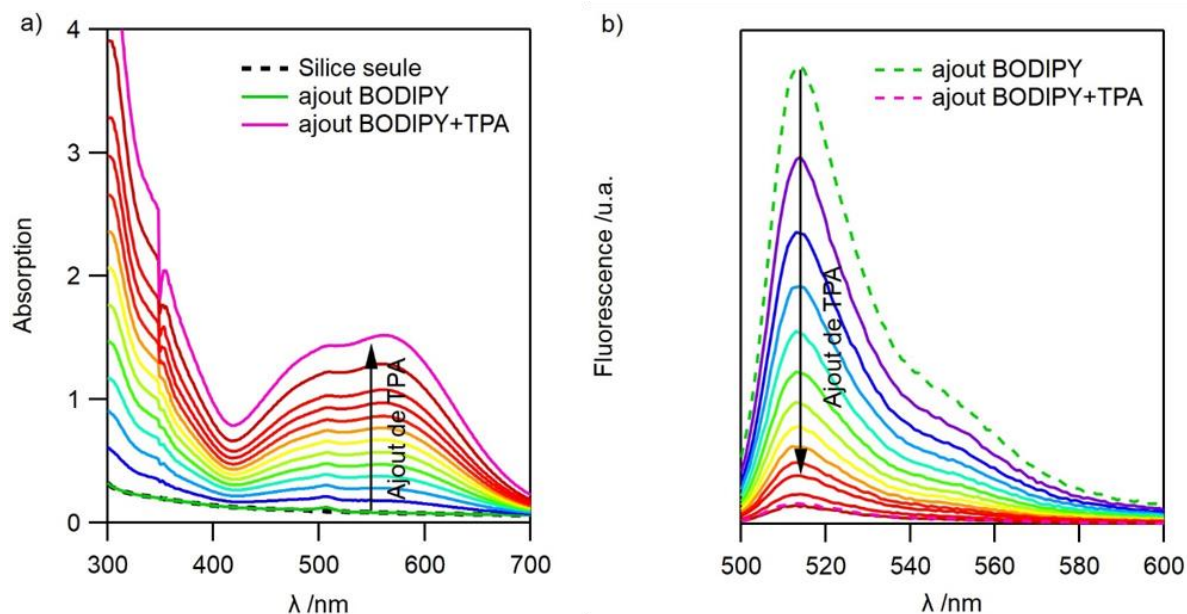 a)
4
3
2
1
0
Absorption
Silice seule
ajout BODIPY
ajout BODIPY+TPA
Ajout de TPA
300 400 500 600 700
λ /nm
b)
Fluorescence /u.a.
ajout BODIPY
ajout BODIPY+TPA
Ajout de TPA
500 520 540 560 580 600
λ /nm